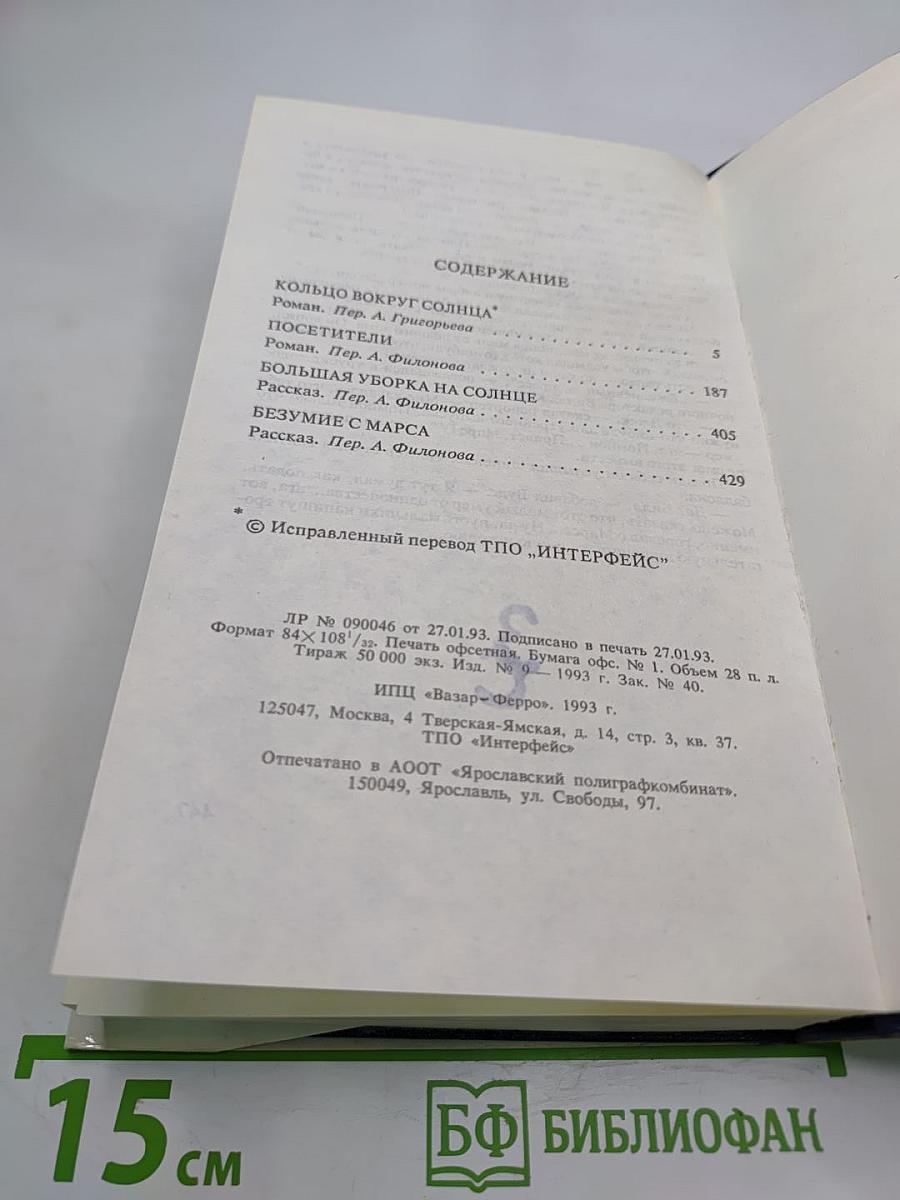 СОДЕРЖАНИЕ
КОЛЬЦО ВОКРУГ СОЛНЦА*
Роман. Пер. А. Григорьева . . . . . . . . . . . . . . . . 5
ПОСЕТИТЕЛИ
Роман. Пер. А. Филонова . . . . . . . . . . . . . . . . 187
БОЛЬШАЯ УБОРКА НА СОЛНЦЕ
Рассказ. Пер. А. Филонова . . . . . . . . . . . . . . . . 405
БЕЗУМИЕ С МАРСА
Рассказ. Пер. А. Филонова . . . . . . . . . . . . . . . . 429
*
© Исправленный перевод ТПО „ИНТЕРФЕЙС”
ЛР № 090046 от 27.01.93. Подписано в печать 27.01.93.
Формат 84×108¹/₃₂. Печать офсетная. Бумага офс. № 1. Объем 28 п. л.
Тираж 50 000 экз. Изд. № 9— 1993 г. Зак. № 40.
ИПЦ «Вазар-Ферро». 1993 г.
125047, Москва, 4 Тверская-Ямская, д. 14, стр. 3, кв. 37.
ТПО «Интерфейс»
Отпечатано в АООТ «Ярославский полиграфкомбинат».
150049, Ярославль, ул. Свободы, 97.
15 см
БФ БИБЛИОФАН